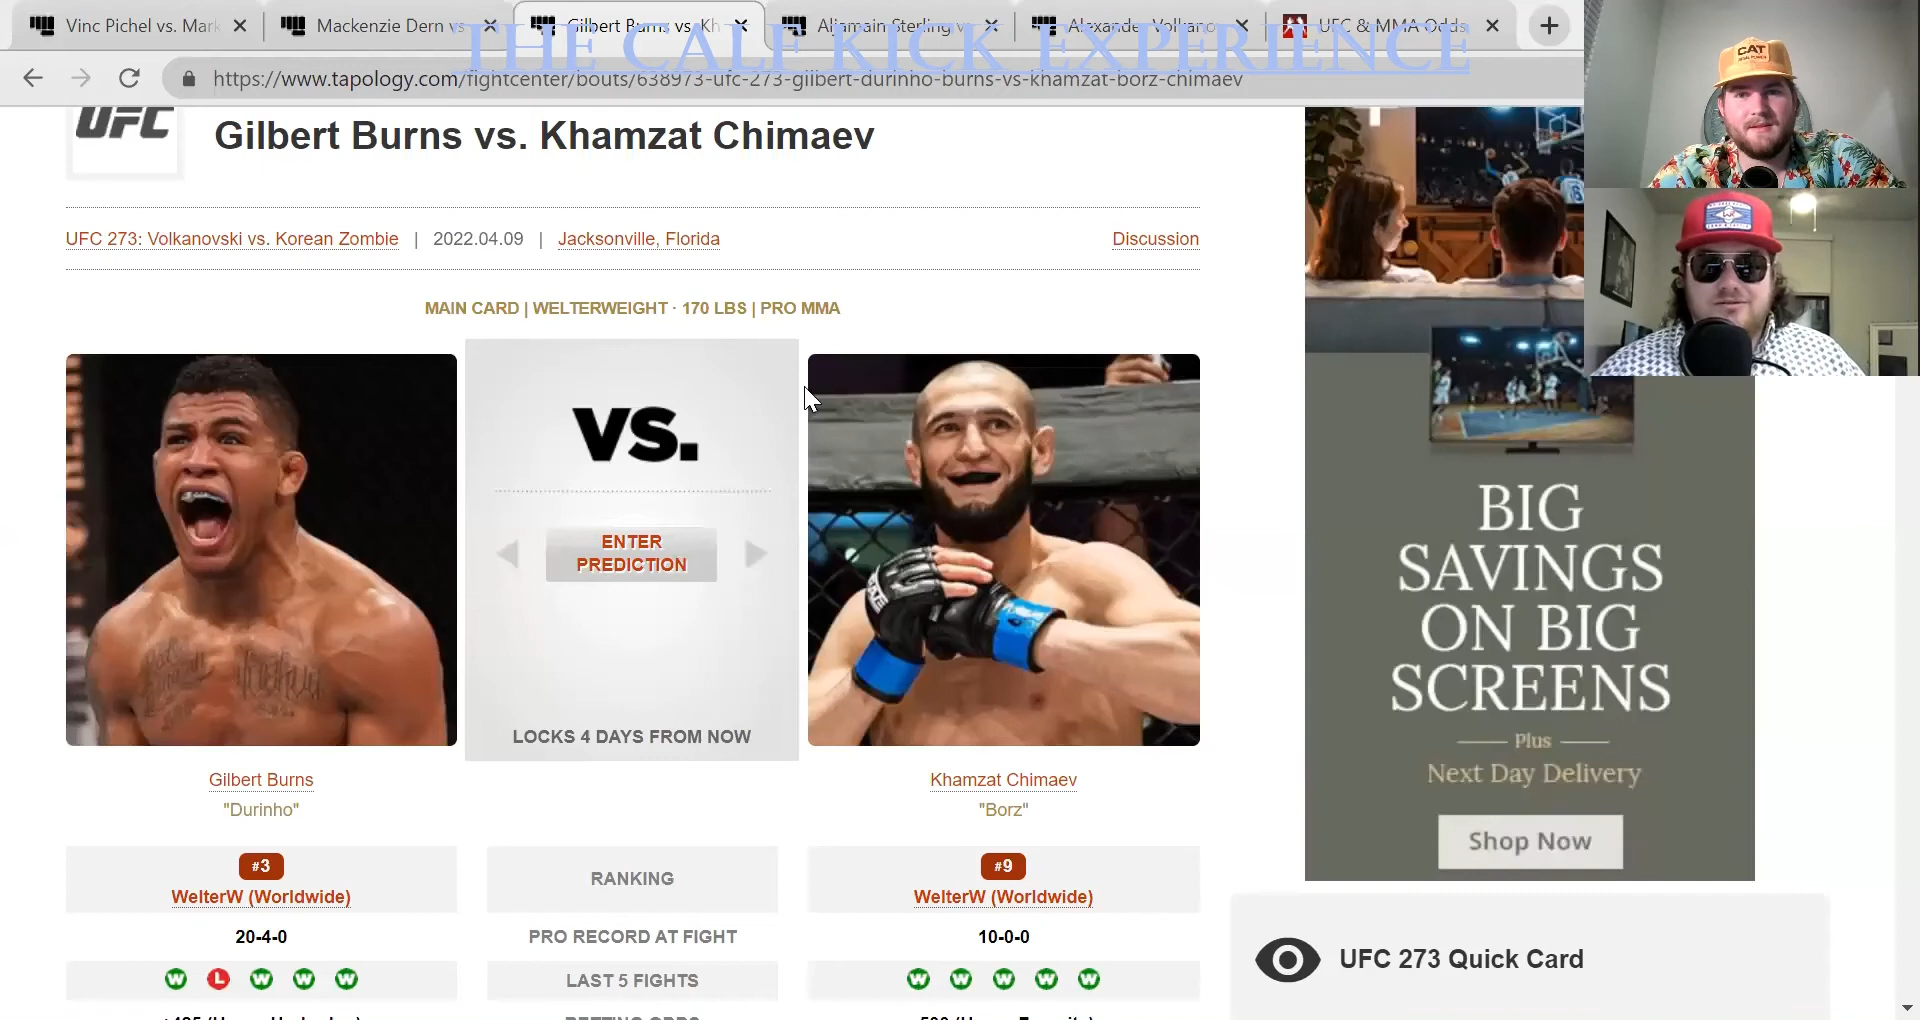 Vinc Pichel vs. Mark
Mackenzie Dern vs
Gilbert Burns vs. Kh
Aljamain Sterling v
Alexander Volkano
UFC & MMA Odds
THE CALF KICK EXPERIENCE
https://www.tapology.com/fightcenter/bouts/638973-ufc-273-gilbert-durinho-burns-vs-khamzat-borz-chimaev
CAT
UFC
Gilbert Burns vs. Khamzat Chimaev
UFC 273: Volkanovski vs. Korean Zombie | 2022.04.09 | Jacksonville, Florida
Discussion
MAIN CARD | WELTERWEIGHT · 170 LBS | PRO MMA
VS.
ENTER
PREDICTION
LOCKS 4 DAYS FROM NOW
Gilbert Burns
"Durinho"
Khamzat Chimaev
"Borz"
#3
WelterW (Worldwide)
RANKING
#9
WelterW (Worldwide)
20-4-0
PRO RECORD AT FIGHT
10-0-0
W L W W W
LAST 5 FIGHTS
W W W W W
BIG
SAVINGS
ON BIG
SCREENS
Plus
Next Day Delivery
Shop Now
UFC 273 Quick Card